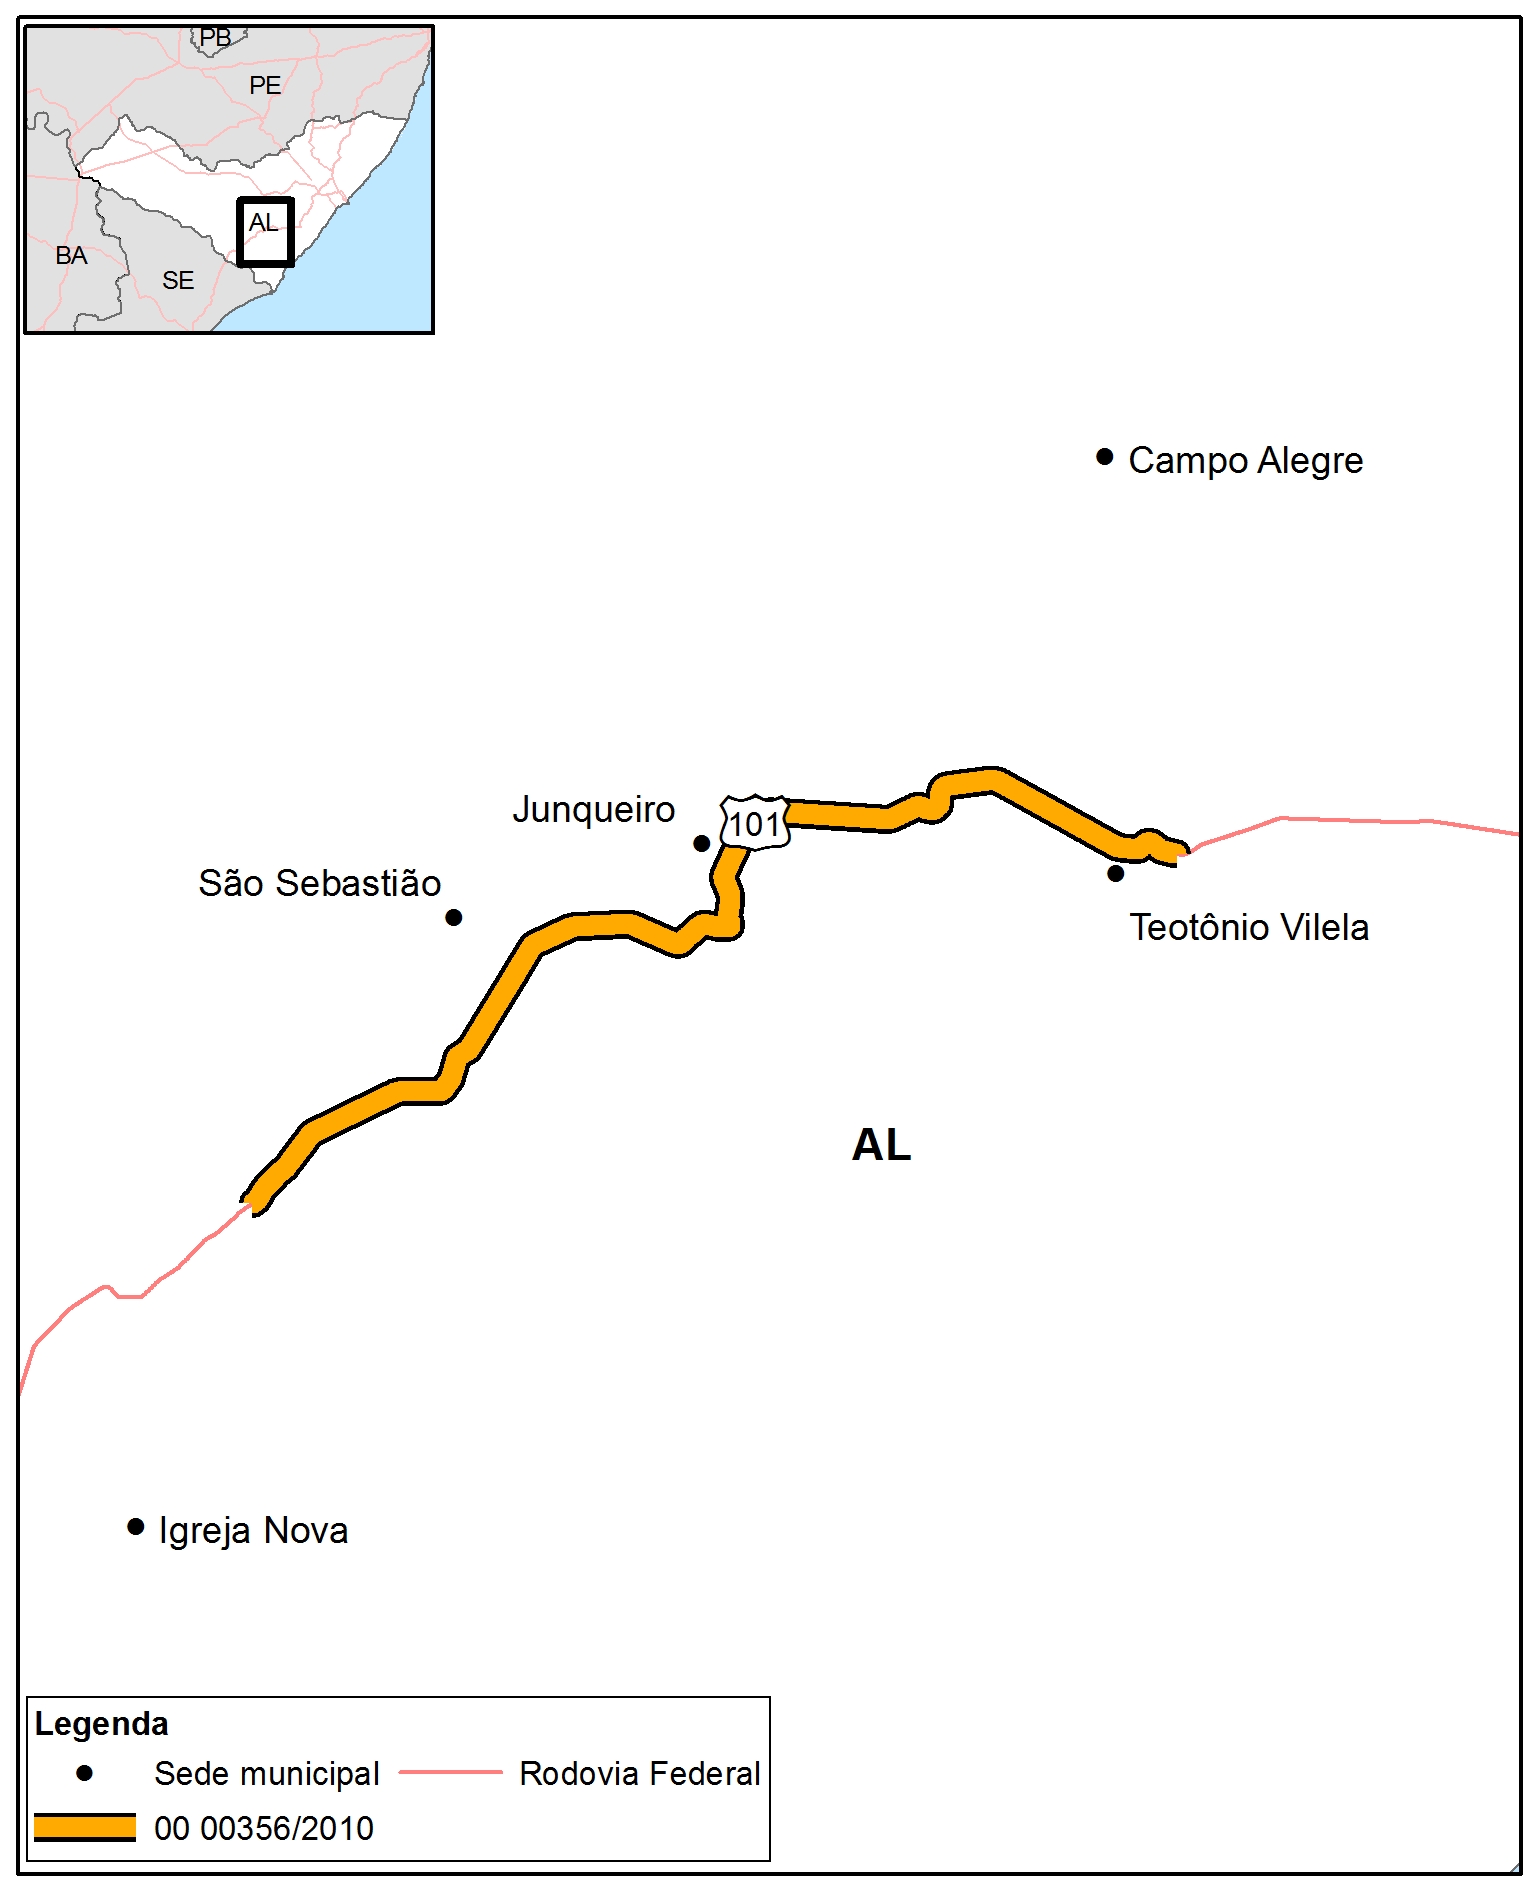 PB
PE
AL
BA
SE
Campo Alegre
Junqueiro
101
São Sebastião
Teotônio Vilela
AL
Igreja Nova
Legenda
Sede municipal
Rodovia Federal
00 00356/2010